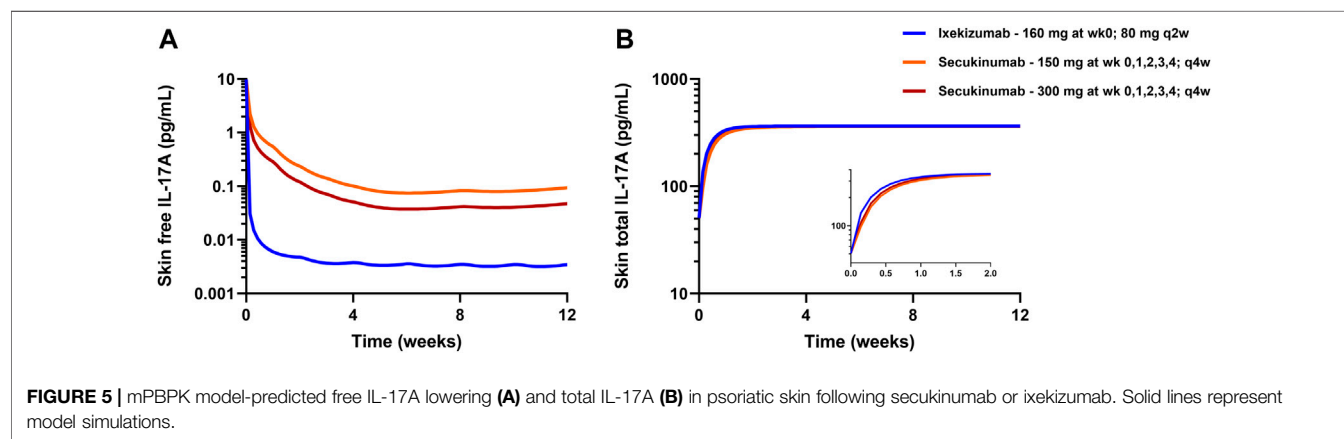 A
B
Ixekizumab - 160 mg at wk0; 80 mg q2w
Secukinumab - 150 mg at wk 0,1,2,3,4; q4w
Secukinumab - 300 mg at wk 0,1,2,3,4; q4w
Skin free IL-17A (pg/mL)
10
1
0.1
0.01
0.001
0
4
8
12
Time (weeks)
Skin total IL-17A (pg/mL)
1000
100
10
0
4
8
12
Time (weeks)
100
0.0
0.5
1.0
1.5
2.0
FIGURE 5 | mPBPK model-predicted free IL-17A lowering (A) and total IL-17A (B) in psoriatic skin following secukinumab or ixekizumab. Solid lines represent
model simulations.